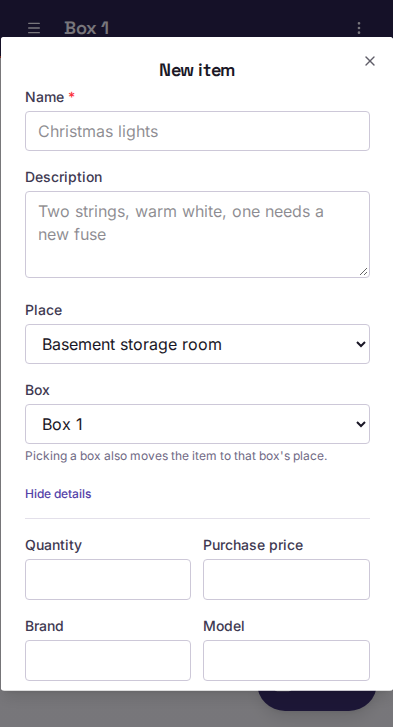 Box 1
New item
Name *
Christmas lights
Description
Two strings, warm white, one needs a
new fuse
Place
Basement storage room
Box
Box 1
Picking a box also moves the item to that box's place.
Hide details
Quantity
Purchase price
Brand
Model